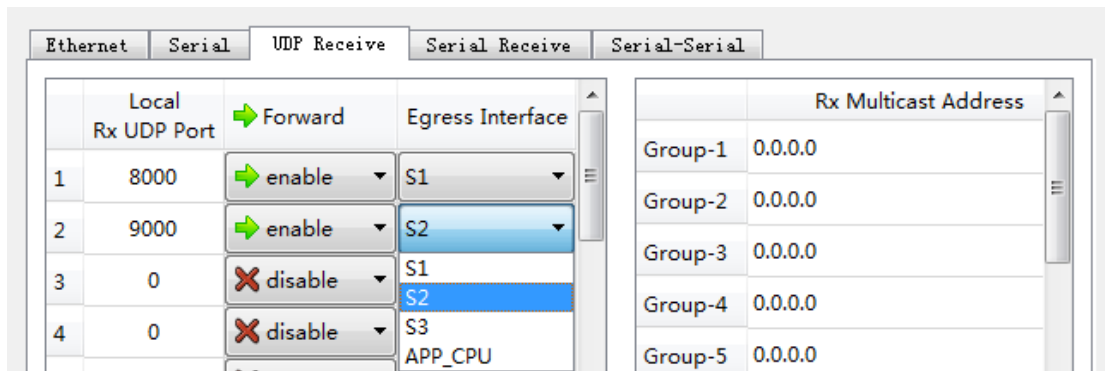 Ethernet Serial UDP Receive Serial Receive Serial-Serial
Local
Rx UDP Port Forward Egress Interface
1 8000 enable S1
2 9000 enable S2
3 0 disable
4 0 disable
S1
S2
S3
APP_CPU
Rx Multicast Address
Group-1 0.0.0.0
Group-2 0.0.0.0
Group-3 0.0.0.0
Group-4 0.0.0.0
Group-5 0.0.0.0